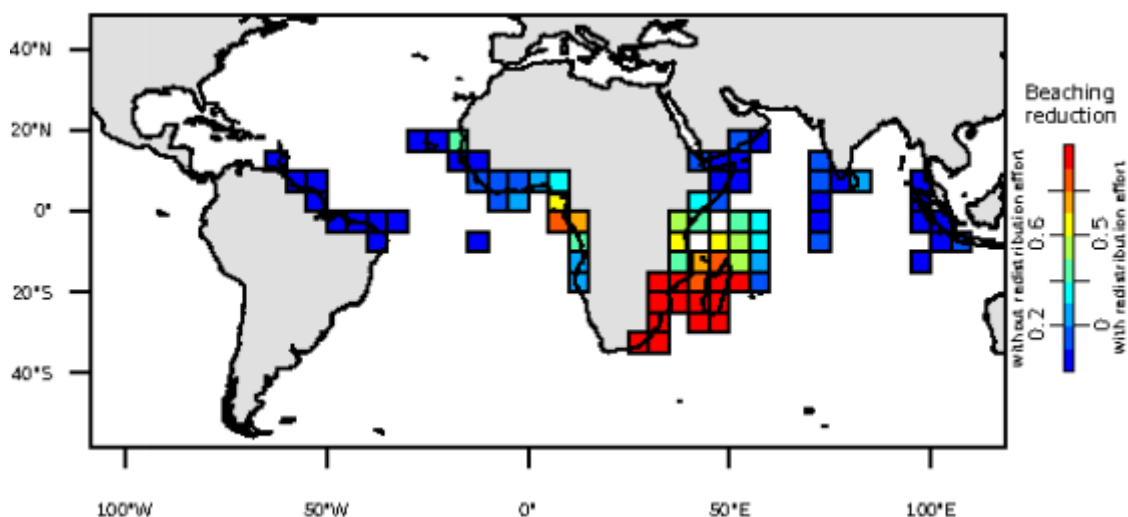 40°N
20°N
0°
20°S
40°S
100°W
50°W
0°
50°E
100°E
Beaching
reduction
without redistribution effort
0.2
0.6
0
0.5
with redistribution effort